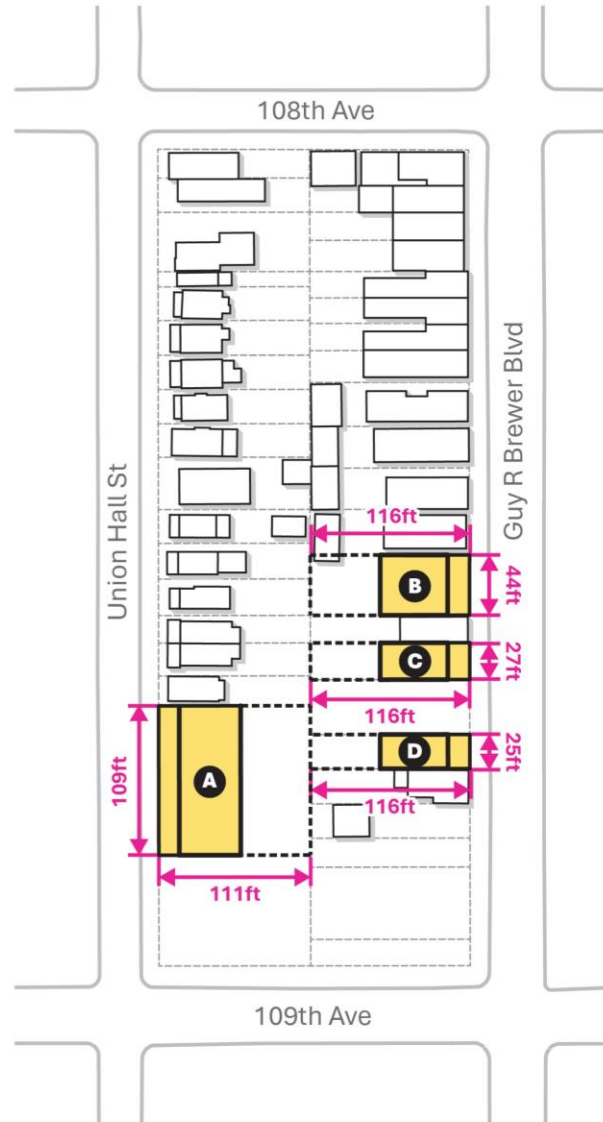 108th Ave
Union Hall St
Guy R Brewer Blvd
116ft
B
44ft
C
27ft
116ft
D
25ft
116ft
A
109ft
111ft
109th Ave